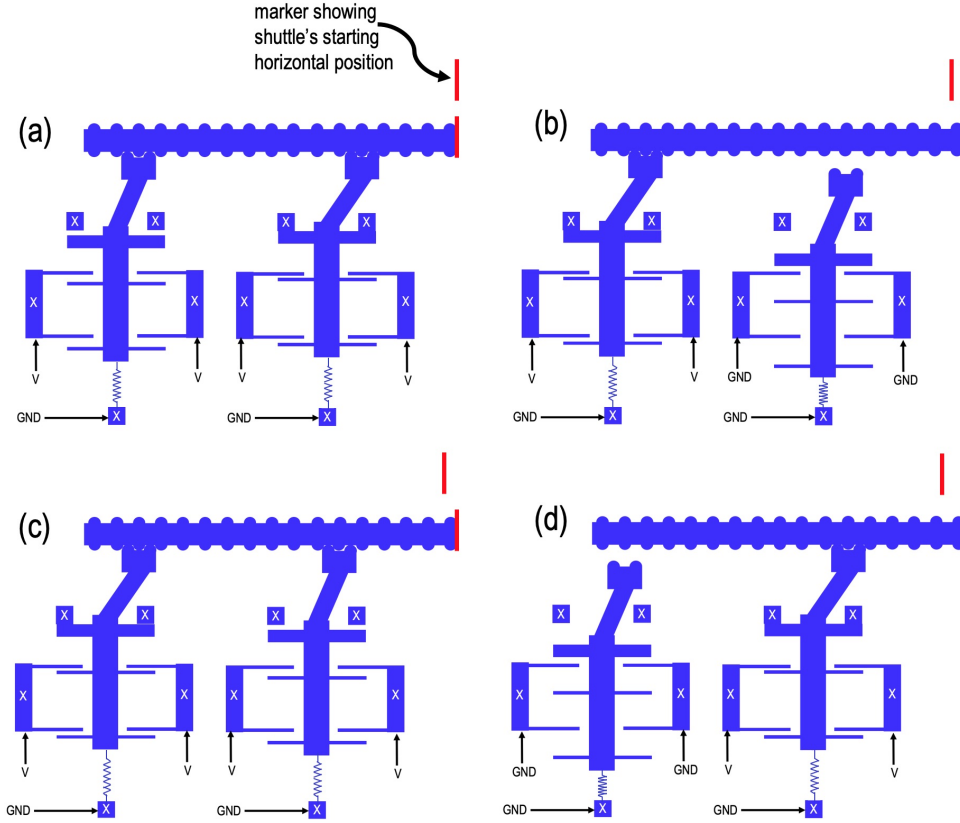 marker showing
shuttle's starting
horizontal position
(a)
X X X X
X X X X
V V V V
GND X GND X
(b)
X X X X
X X X X
V V GND GND
GND X GND X
(c)
X X X X
X X X X
V V V V
GND X GND X
(d)
X X X X
X X X X
GND GND V V
GND X GND X